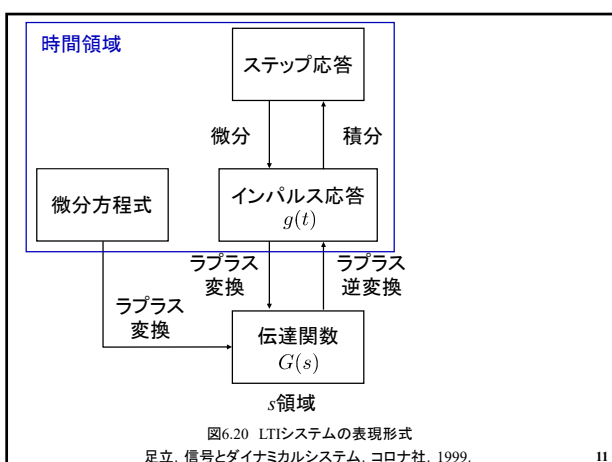 時間領域
ステップ応答
微分
積分
微分方程式
インパルス応答
g(t)
ラプラス
変換
ラプラス
逆変換
ラプラス
変換
伝達関数
G(s)
s領域
図6.20 LTIシステムの表現形式
足立, 信号とダイナミカルシステム, コロナ社, 1999.
11